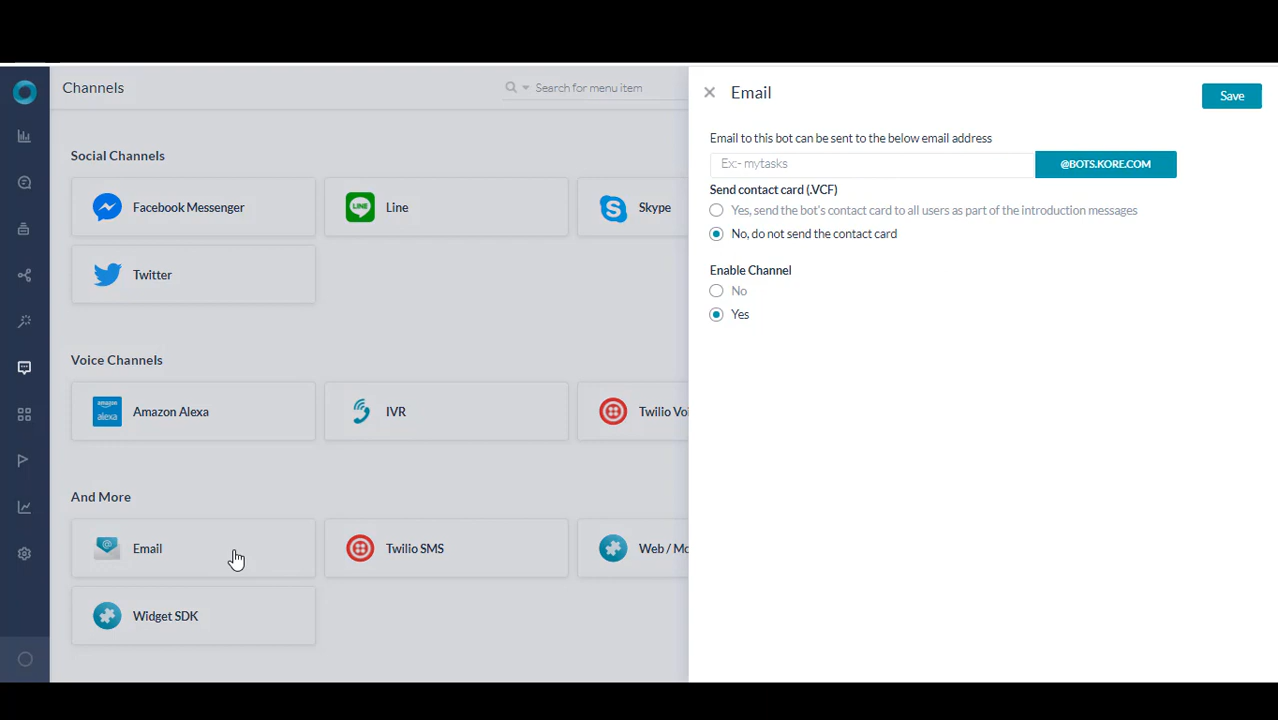 Channels
Search for menu item
Social Channels
Facebook Messenger
Line
Skype
Twitter
Voice Channels
Amazon Alexa
amazon
alexa
IVR
Twilio Voi
And More
Email
Twilio SMS
Web / Mo
Widget SDK
Email
Save
Email to this bot can be sent to the below email address
Ex:- mytasks
@BOTS.KORE.COM
Send contact card (.VCF)
Yes, send the bot's contact card to all users as part of the introduction messages
No, do not send the contact card
Enable Channel
No
Yes